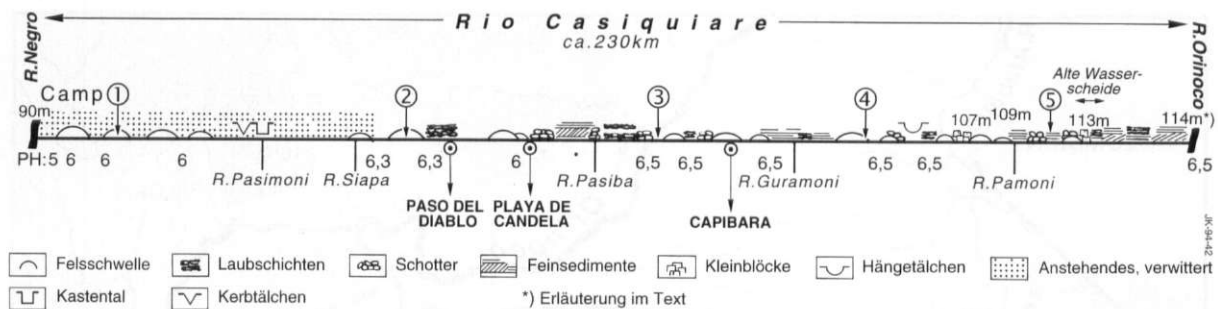 Rio Casiquiare
ca.230km
R.Negro
R.Orinoco
Alte Wasser-
scheide
Camp 1 2 3 4 5
90m 107m 109m 113m 114m*)
PH:5 6 6 6 6,3 6,3 6 6,5 6,5 6,5 6,5 6,5 6,5
R.Pasimoni R.Siapa R.Pasiba R.Guramoni R.Pamoni
PASO DEL
DIABLO
PLAYA DE
CANDELA
CAPIBARA
JK-94-42
Felsschwelle Laubschichten Schotter Feinsedimente Kleinblöcke Hängetälchen Anstehendes, verwittert
Kastental Kerbtälchen *) Erläuterung im Text